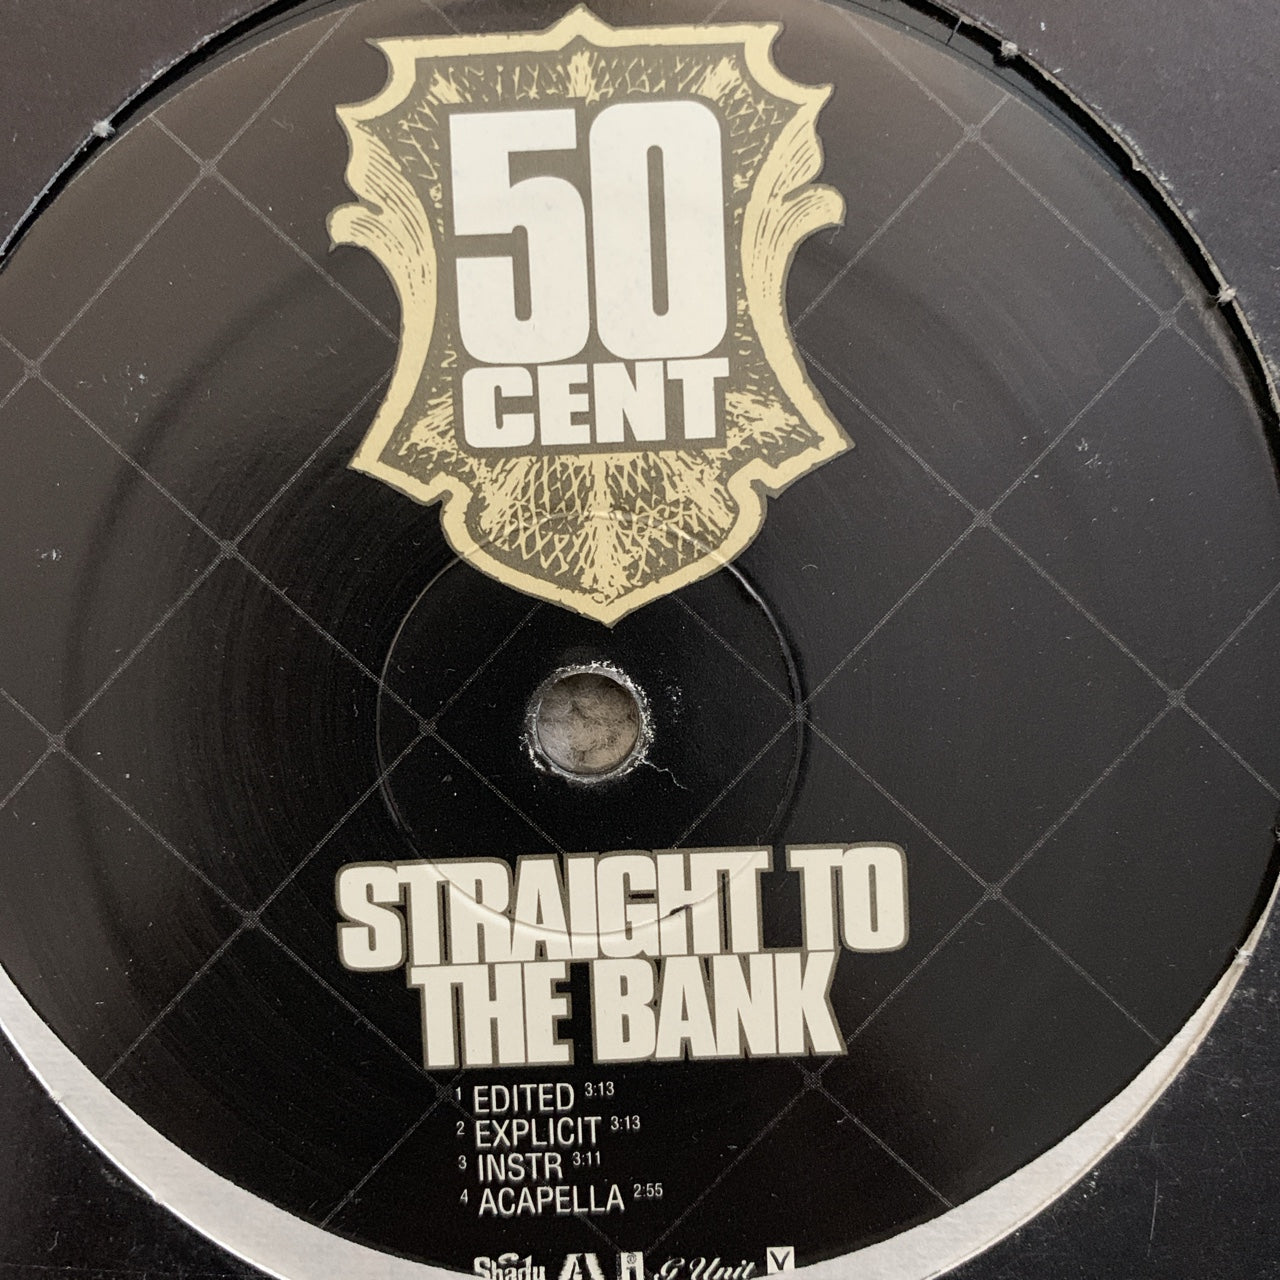 50
CENT
STRAIGHT TO
THE BANK
1 EDITED 3:13
2 EXPLICIT 3:13
3 INSTR 3:11
4 ACAPELLA 2:55
Shady A i G Unit